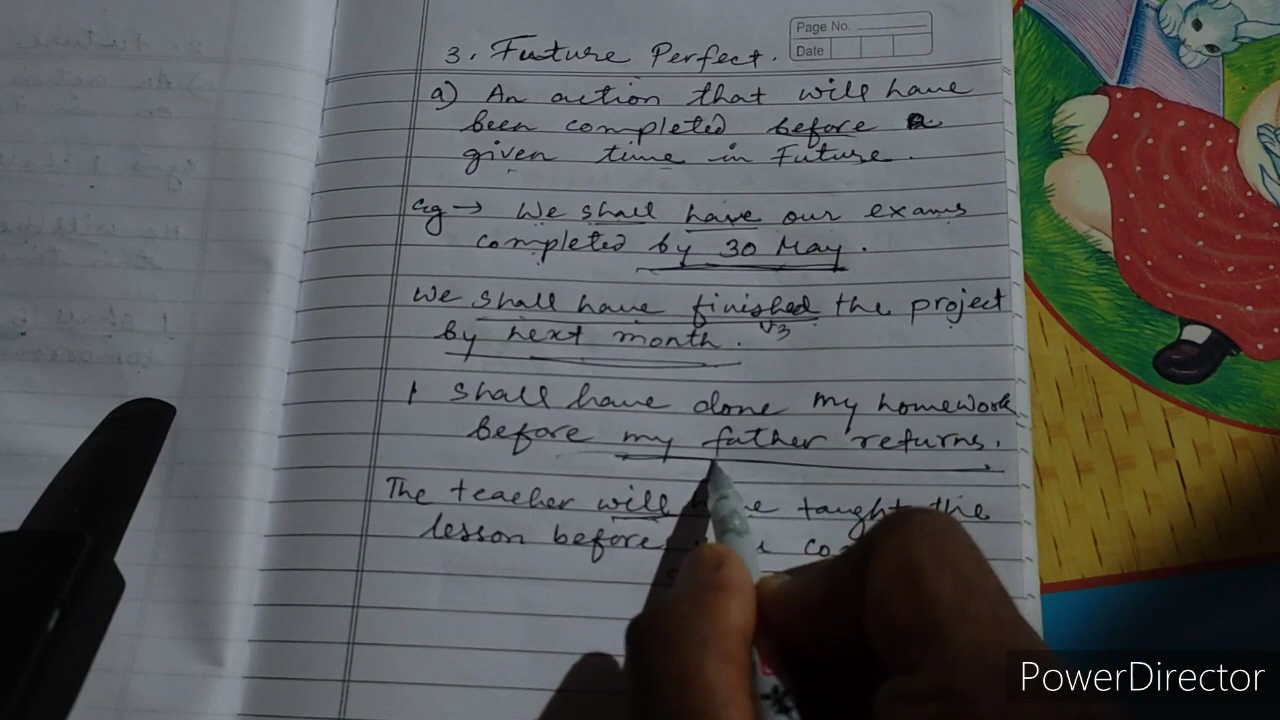 Page No.
Date
3. Future Perfect.
a) An action that will have
been completed before a
given time in Future.
eg → We shall have our exams
completed by 30 May.
We shall have finished the project
V3
by next month.
I shall have done my homework
before my father returns.
The teacher will taught the
lesson before
PowerDirector